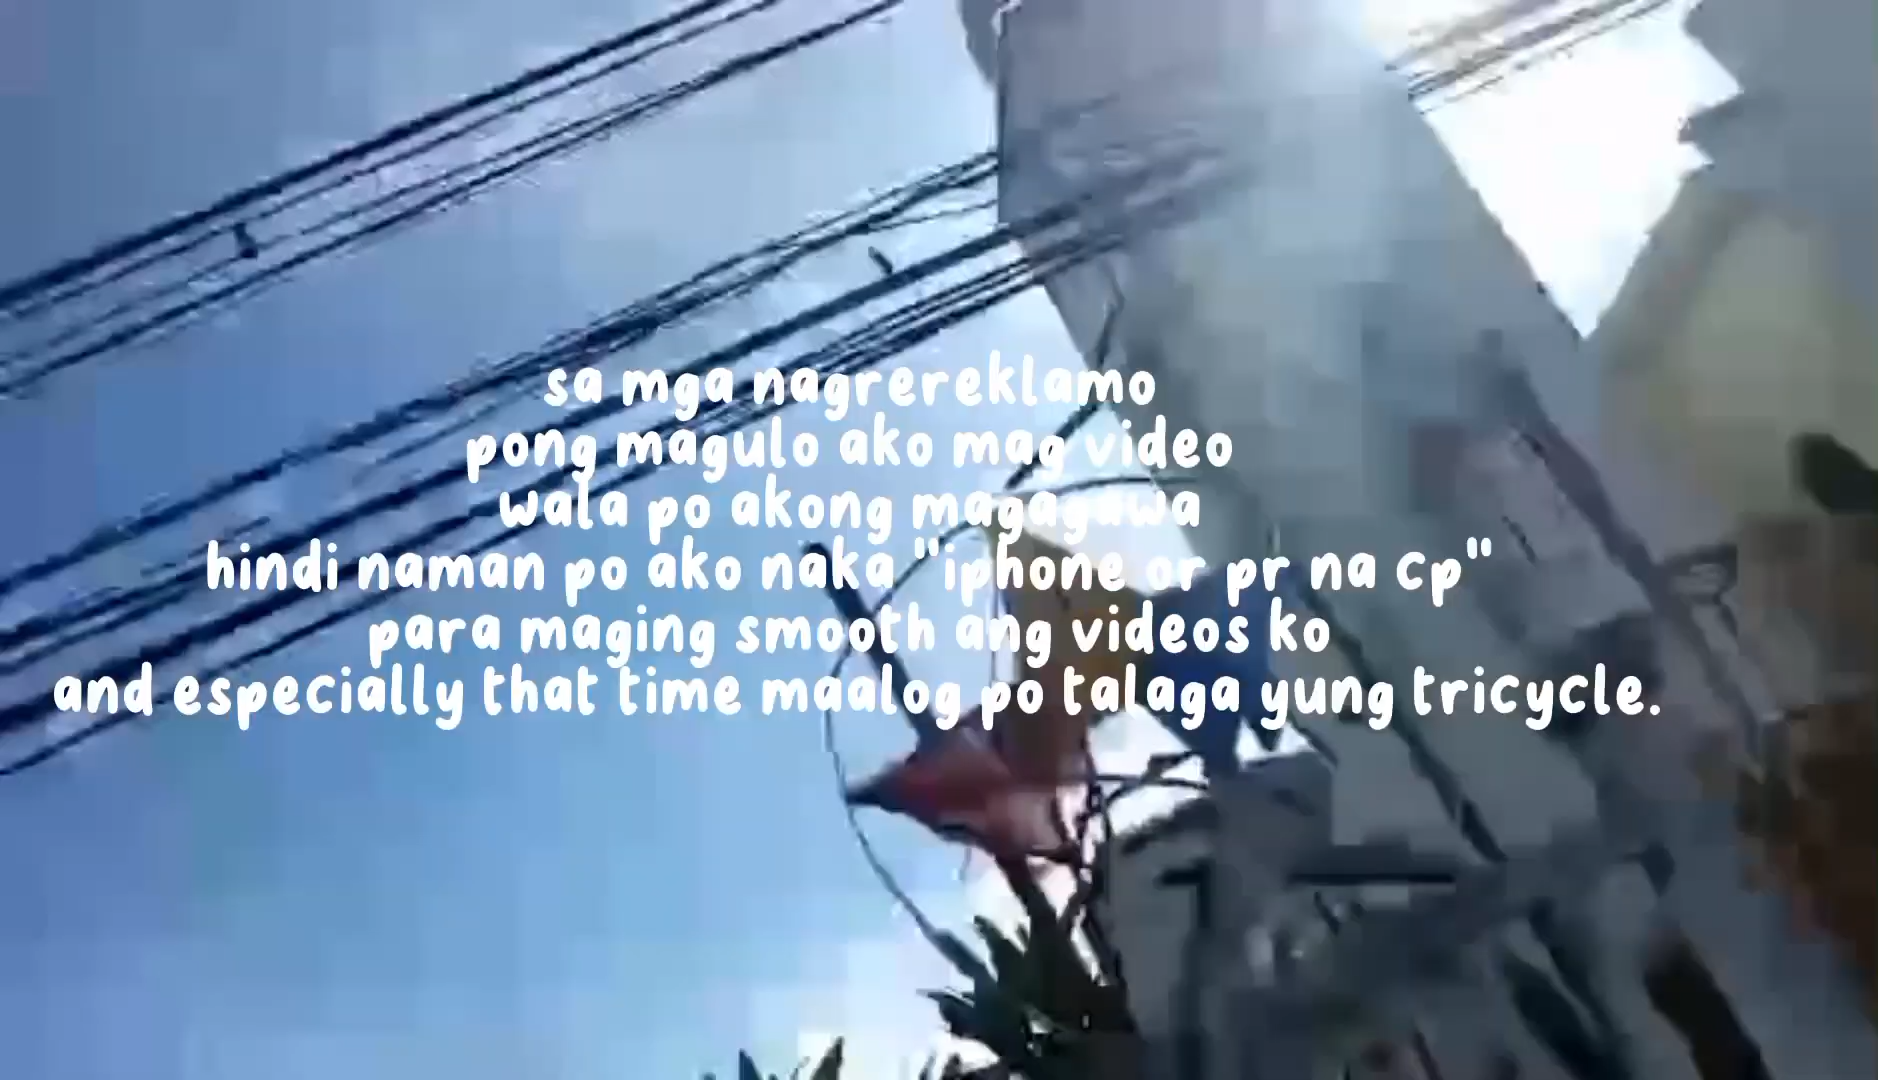 sa mga nagrereklamo
pong magulo ako mag video
wala po akong magagawa
hindi naman po ako naka "iphone or pr na cp"
para maging smooth ang videos ko
and especially that time maalog po talaga yung tricycle.